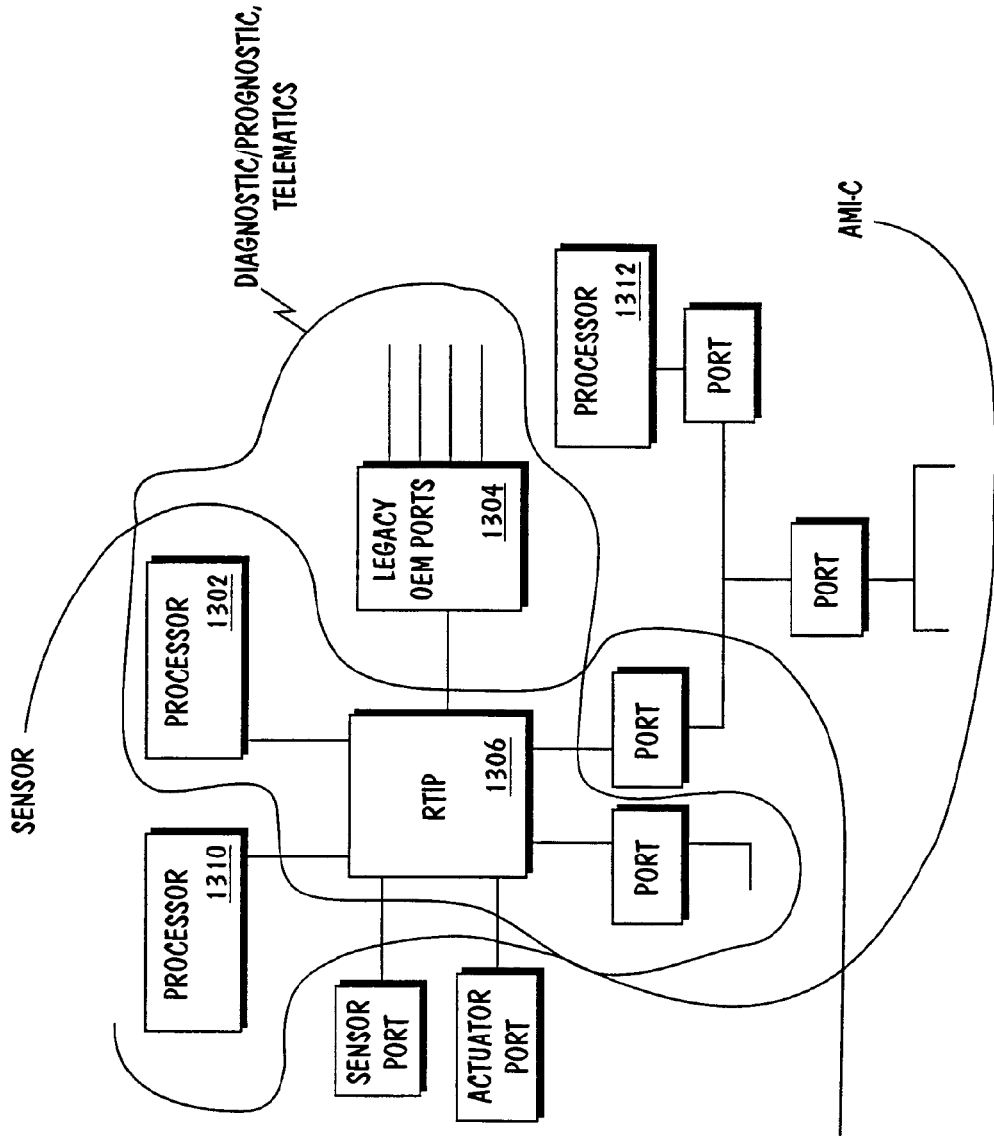 SENSOR
DIAGNOSTIC/PROGNOSTIC,
TELEMATICS
PROCESSOR
1310
PROCESSOR
1302
SENSOR
PORT
ACTUATOR
PORT
RTIP
1306
LEGACY
OEM PORTS
1304
PORT
PORT
PROCESSOR
1312
PORT
PORT
AMI-C